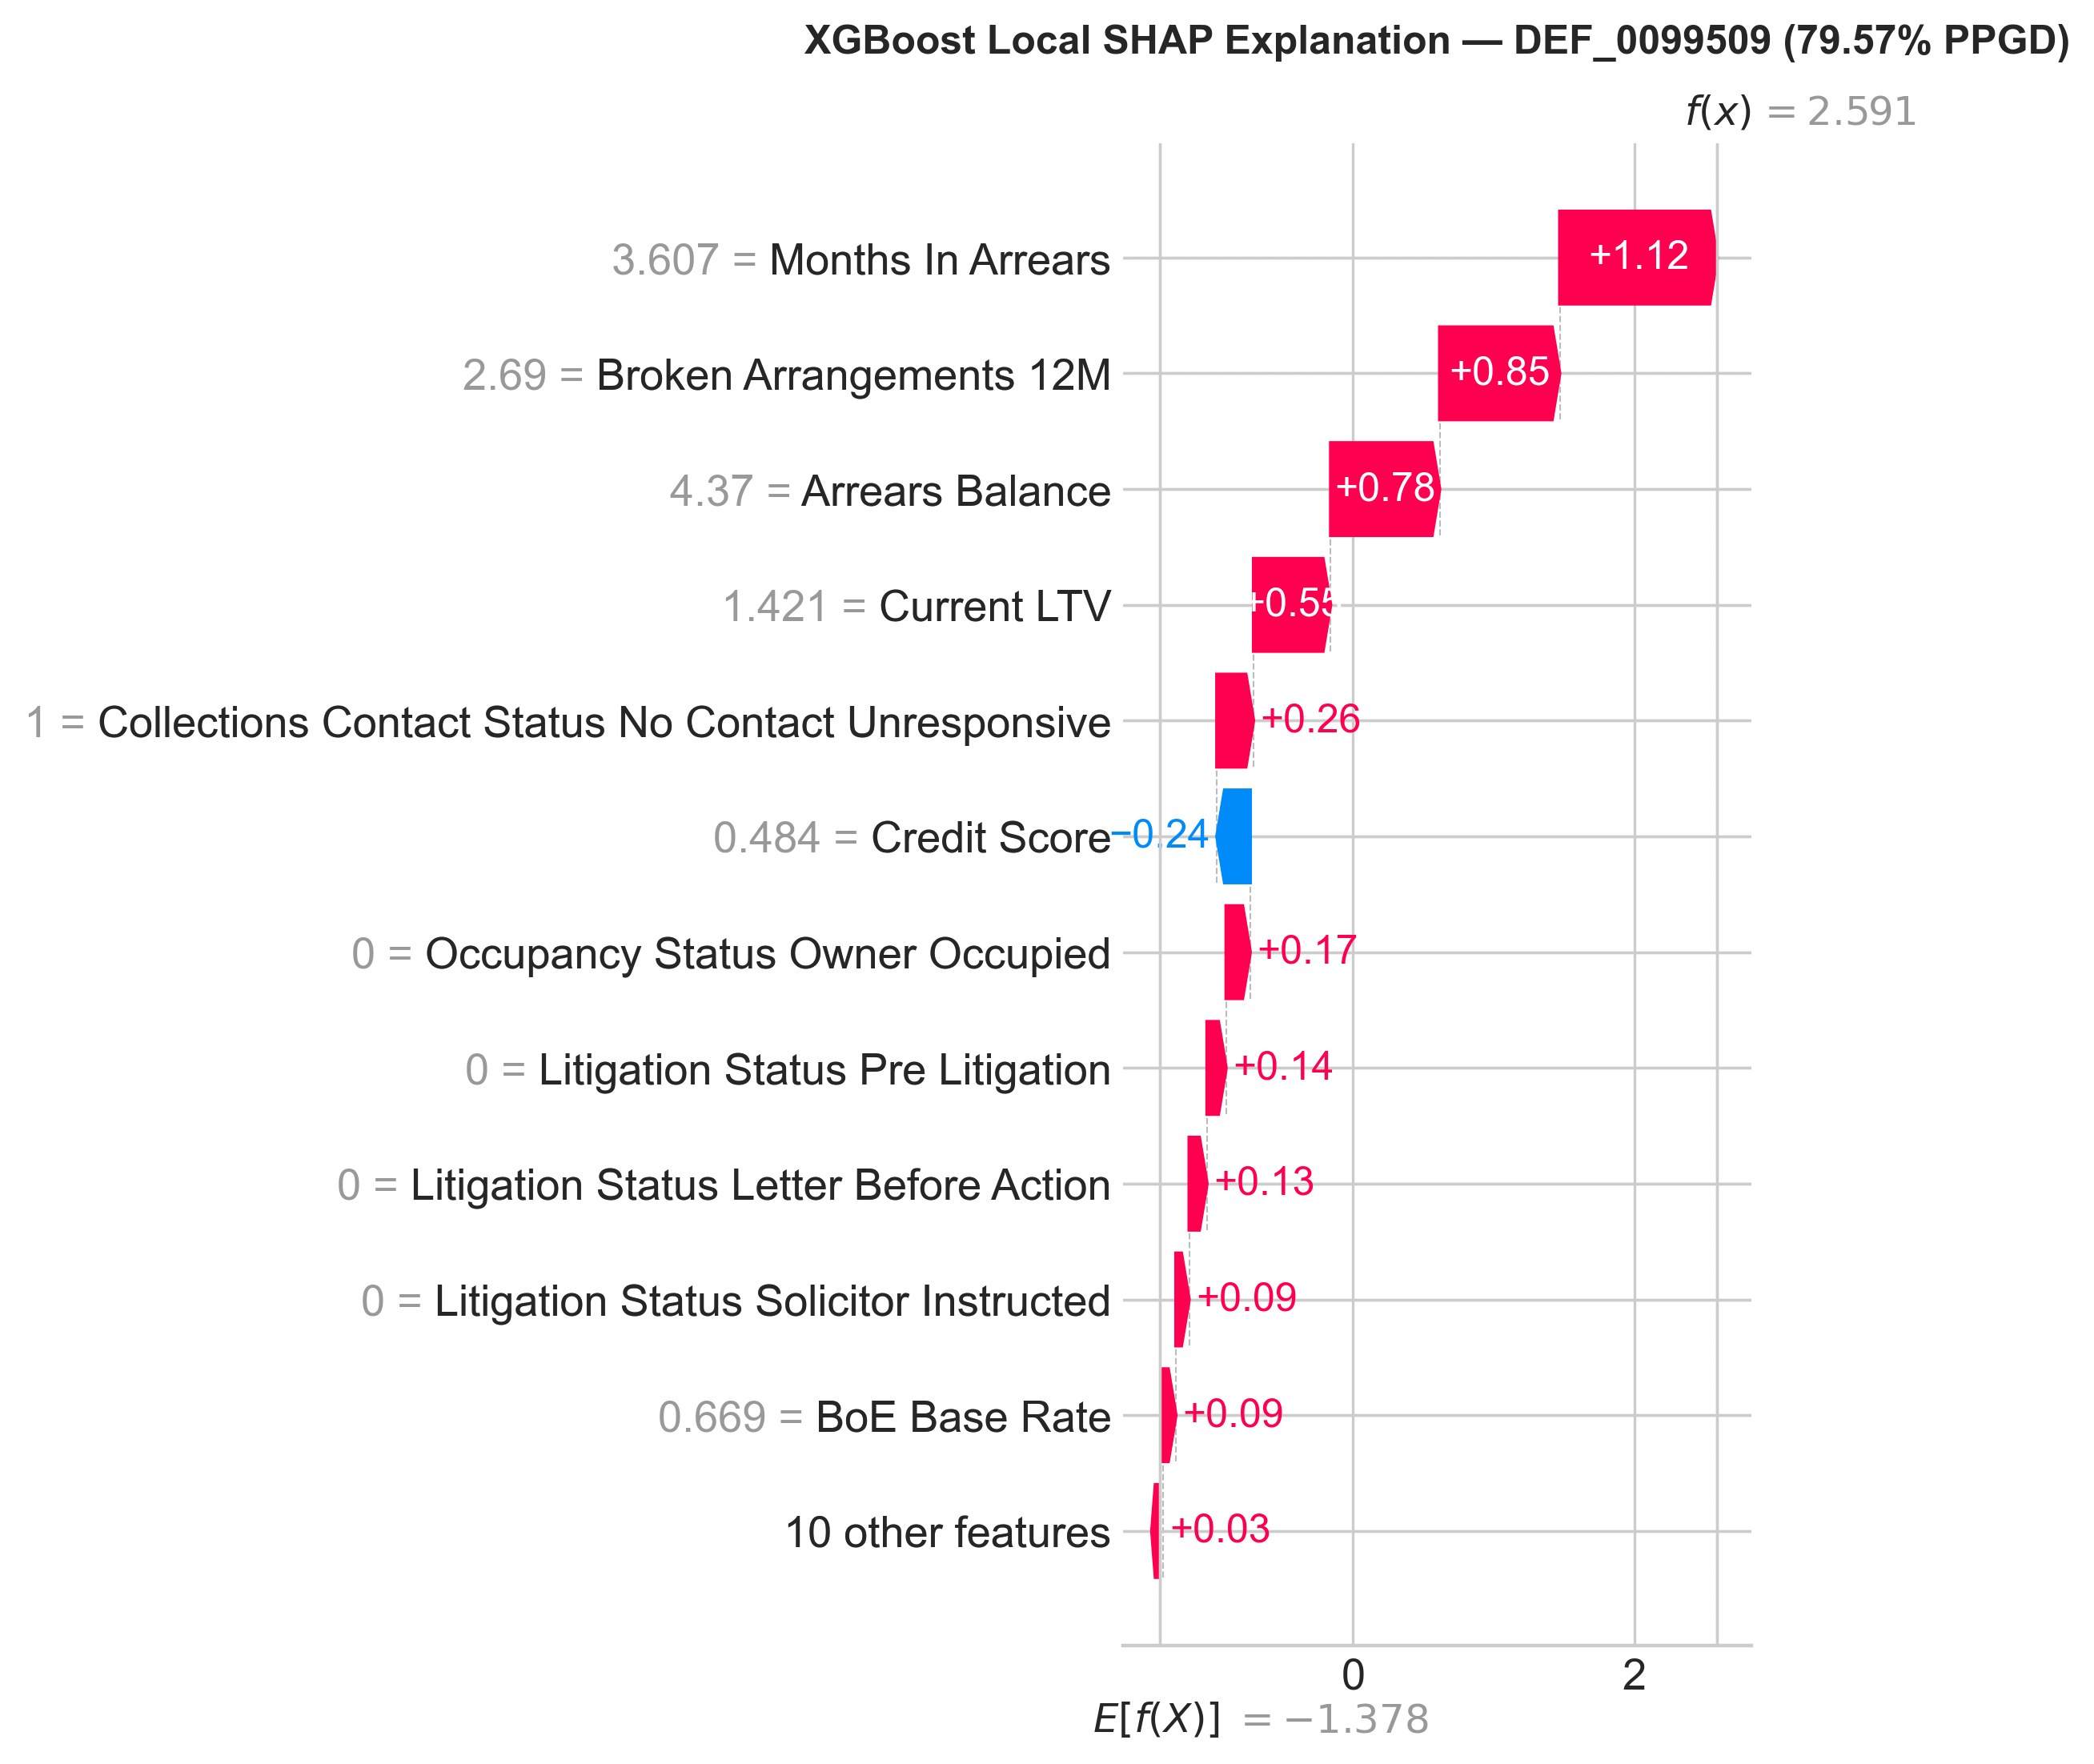 XGBoost Local SHAP Explanation — DEF_0099509 (79.57% PPGD)
f(x) = 2.591
3.607 = Months In Arrears +1.12
2.69 = Broken Arrangements 12M +0.85
4.37 = Arrears Balance +0.78
1.421 = Current LTV +0.55
1 = Collections Contact Status No Contact Unresponsive +0.26
0.484 = Credit Score −0.24
0 = Occupancy Status Owner Occupied +0.17
0 = Litigation Status Pre Litigation +0.14
0 = Litigation Status Letter Before Action +0.13
0 = Litigation Status Solicitor Instructed +0.09
0.669 = BoE Base Rate +0.09
10 other features +0.03
0 2
E[f(X)] = −1.378